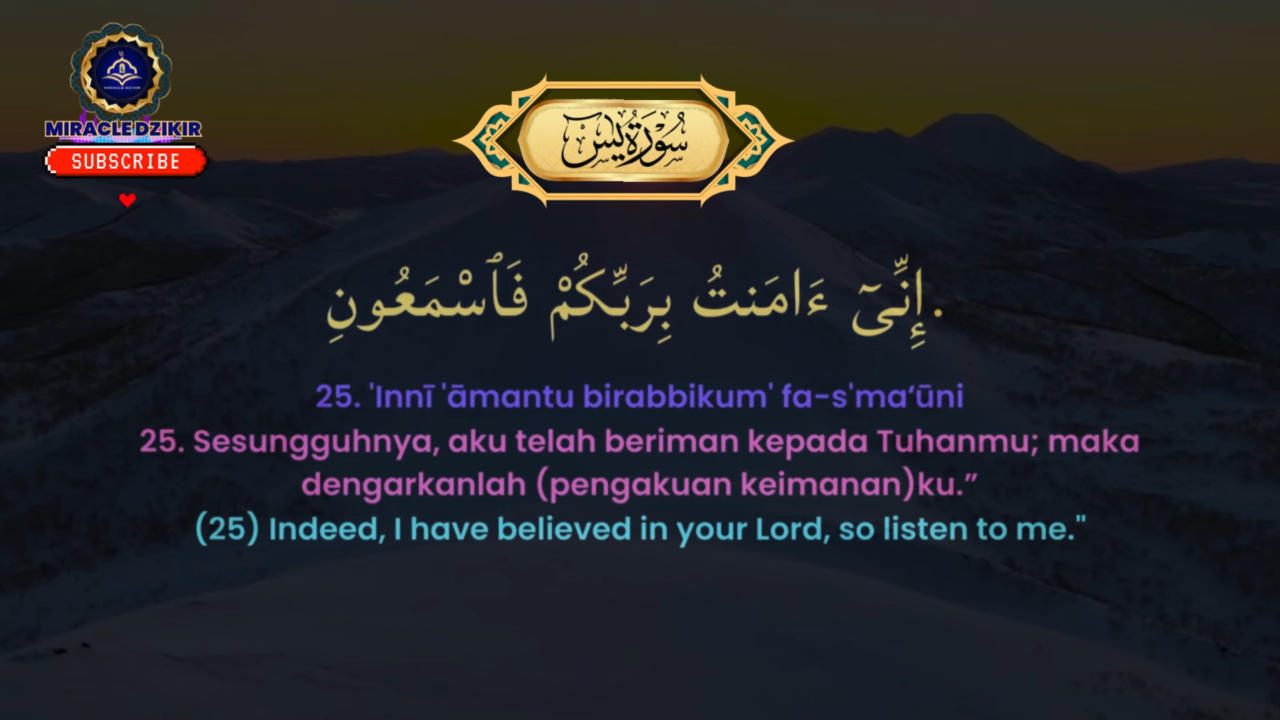 MIRACLE DZIKIR
MIRACLEDZIKIR
SUBSCRIBE
سُورَةُ يس
.إِنِّىٓ ءَامَنتُ بِرَبِّكُمْ فَٱسْمَعُونِ
25. 'Innī 'āmantu birabbikum' fa-s'ma‘ūni
25. Sesungguhnya, aku telah beriman kepada Tuhanmu; maka
dengarkanlah (pengakuan keimanan)ku.”
(25) Indeed, I have believed in your Lord, so listen to me."